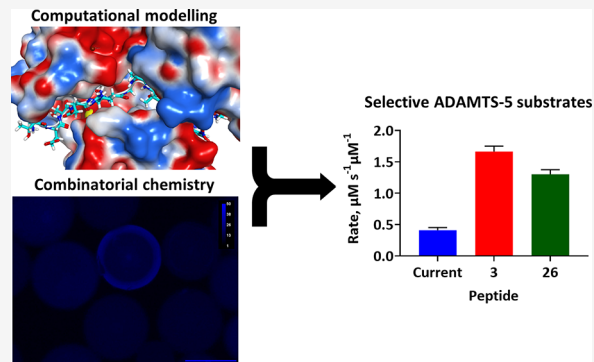 Computational modelling
Combinatorial chemistry
Selective ADAMTS-5 substrates
2.0
1.5
1.0
0.5
0.0
Rate, µM s⁻¹µM⁻¹
Current 3 26
Peptide